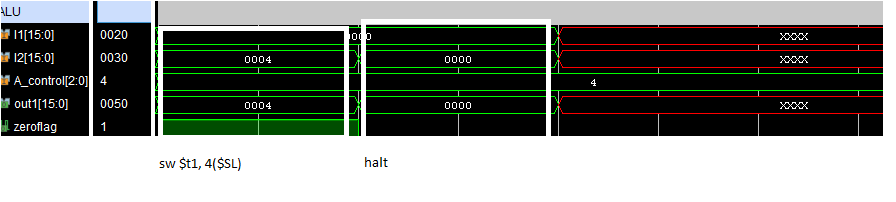 ALU
I1[15:0] 0020 0000 XXXX
I2[15:0] 0030 0004 0000 XXXX
A_control[2:0] 4 4
out1[15:0] 0050 0004 0000 XXXX
zeroflag 1
sw $t1, 4($SL) halt